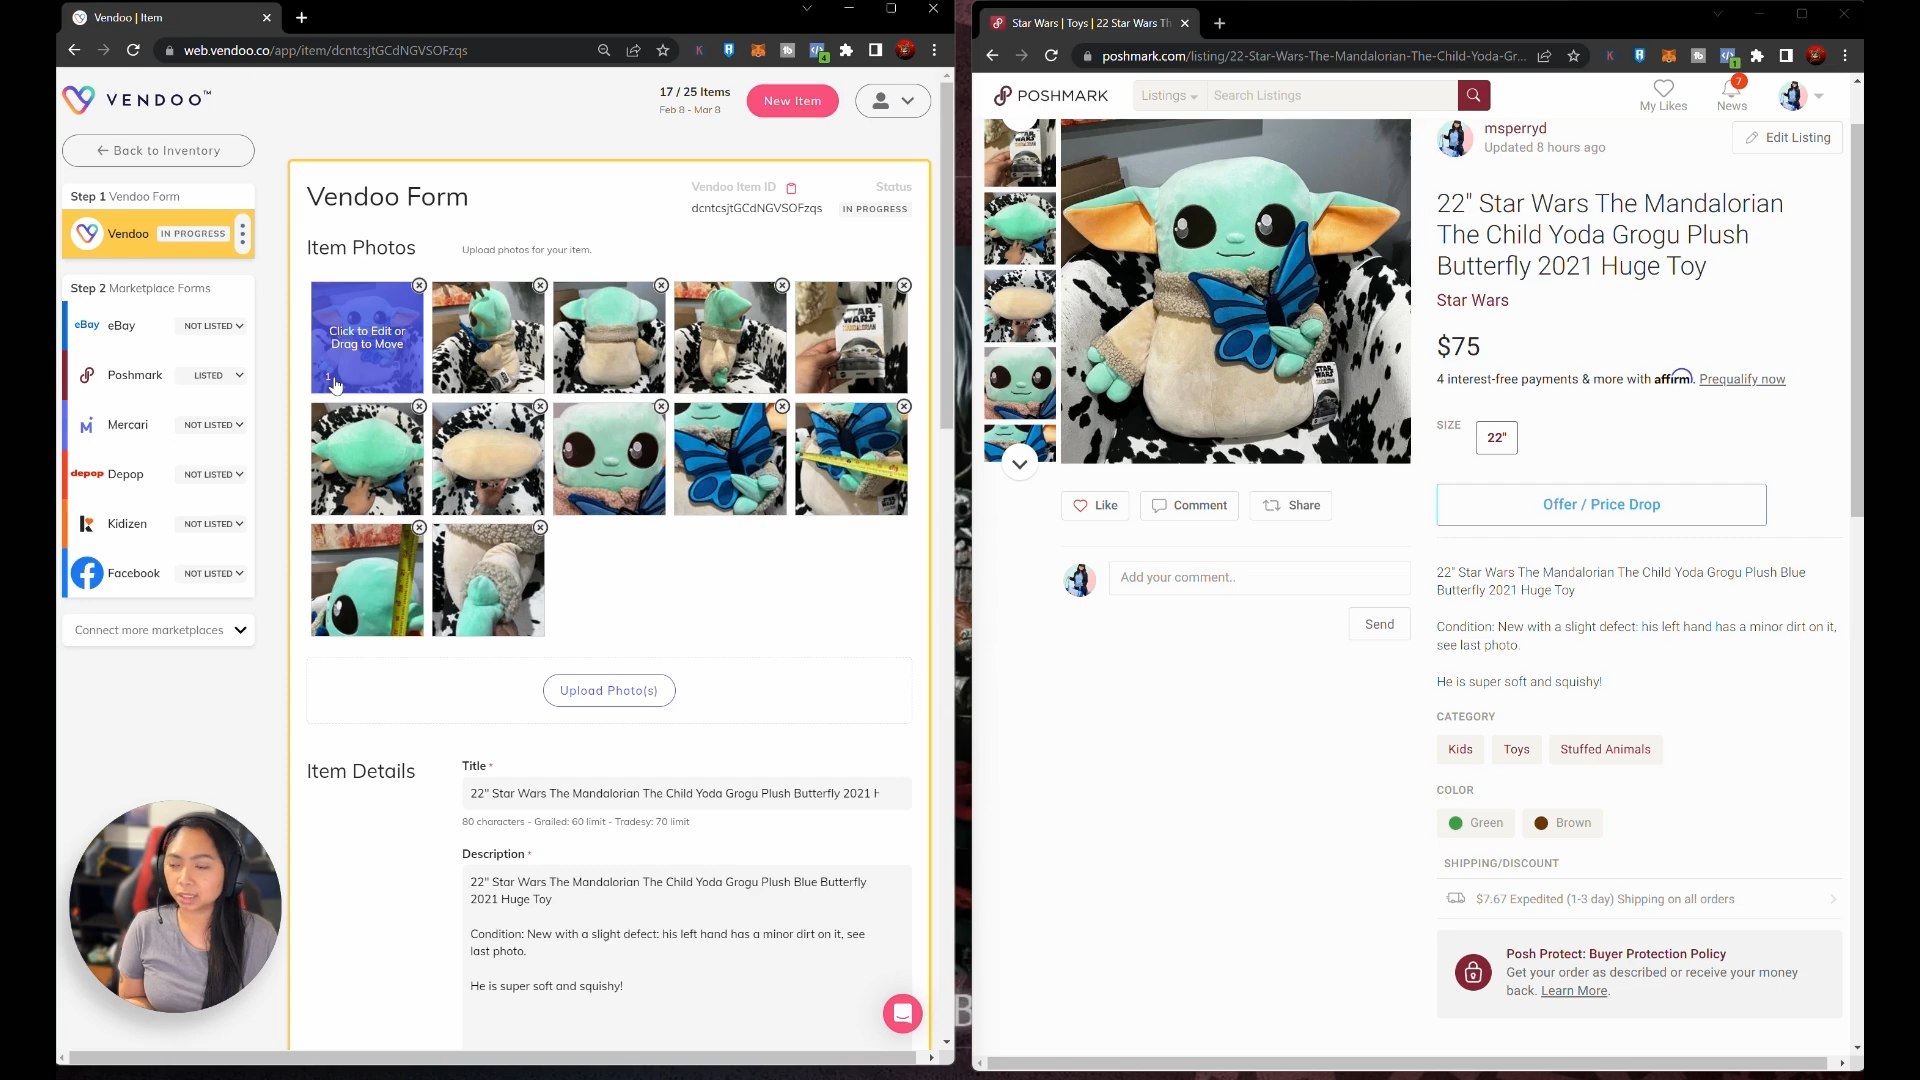 Vendoo | Item
web.vendoo.co/app/item/dcntcsjtGCdNGVSOFzqs
4
VENDOO™
17 / 25 Items
Feb 8 - Mar 8
New Item
← Back to Inventory
Step 1 Vendoo Form
Vendoo
IN PROGRESS
Step 2 Marketplace Forms
eBay
eBay
NOT LISTED
Poshmark
LISTED
Mercari
NOT LISTED
depop
Depop
NOT LISTED
Kidizen
NOT LISTED
Facebook
NOT LISTED
Connect more marketplaces
Vendoo Form
Vendoo Item ID
dcntcsjtGCdNGVSOFzqs
Status
IN PROGRESS
Item Photos
Upload photos for your item.
Click to Edit or
Drag to Move
1
STAR
WARS
Upload Photo(s)
Item Details
Title *
22" Star Wars The Mandalorian The Child Yoda Grogu Plush Butterfly 2021 H
80 characters - Grailed: 60 limit - Tradesy: 70 limit
Description *
22" Star Wars The Mandalorian The Child Yoda Grogu Plush Blue Butterfly
2021 Huge Toy
Condition: New with a slight defect: his left hand has a minor dirt on it, see
last photo.
He is super soft and squishy!
Star Wars | Toys | 22 Star Wars Th
poshmark.com/listing/22-Star-Wars-The-Mandalorian-The-Child-Yoda-Gr...
1
POSHMARK
Listings
Search Listings
My Likes
7
News
msperryd
Updated 8 hours ago
Edit Listing
STAR
WARS
22" Star Wars The Mandalorian
The Child Yoda Grogu Plush
Butterfly 2021 Huge Toy
Star Wars
$75
4 interest-free payments & more with affirm. Prequalify now
SIZE
22"
Offer / Price Drop
Like
Comment
Share
Add your comment..
Send
22" Star Wars The Mandalorian The Child Yoda Grogu Plush Blue
Butterfly 2021 Huge Toy
Condition: New with a slight defect: his left hand has a minor dirt on it,
see last photo.
He is super soft and squishy!
CATEGORY
Kids
Toys
Stuffed Animals
COLOR
Green
Brown
SHIPPING/DISCOUNT
$7.67 Expedited (1-3 day) Shipping on all orders
Posh Protect: Buyer Protection Policy
Get your order as described or receive your money
back. Learn More.